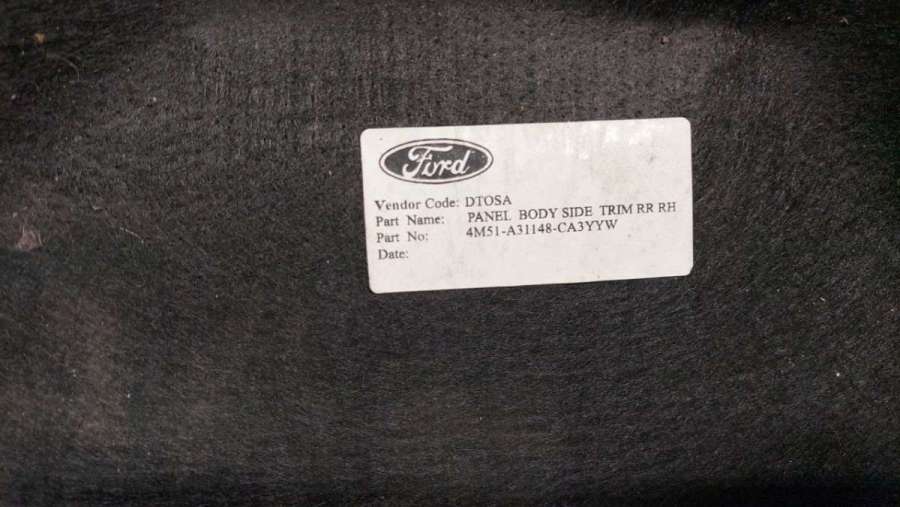 Ford
Vendor Code: DTOSA
Part Name: PANEL BODY SIDE TRIM RR RH
Part No: 4M51-A31148-CA3YYW
Date: